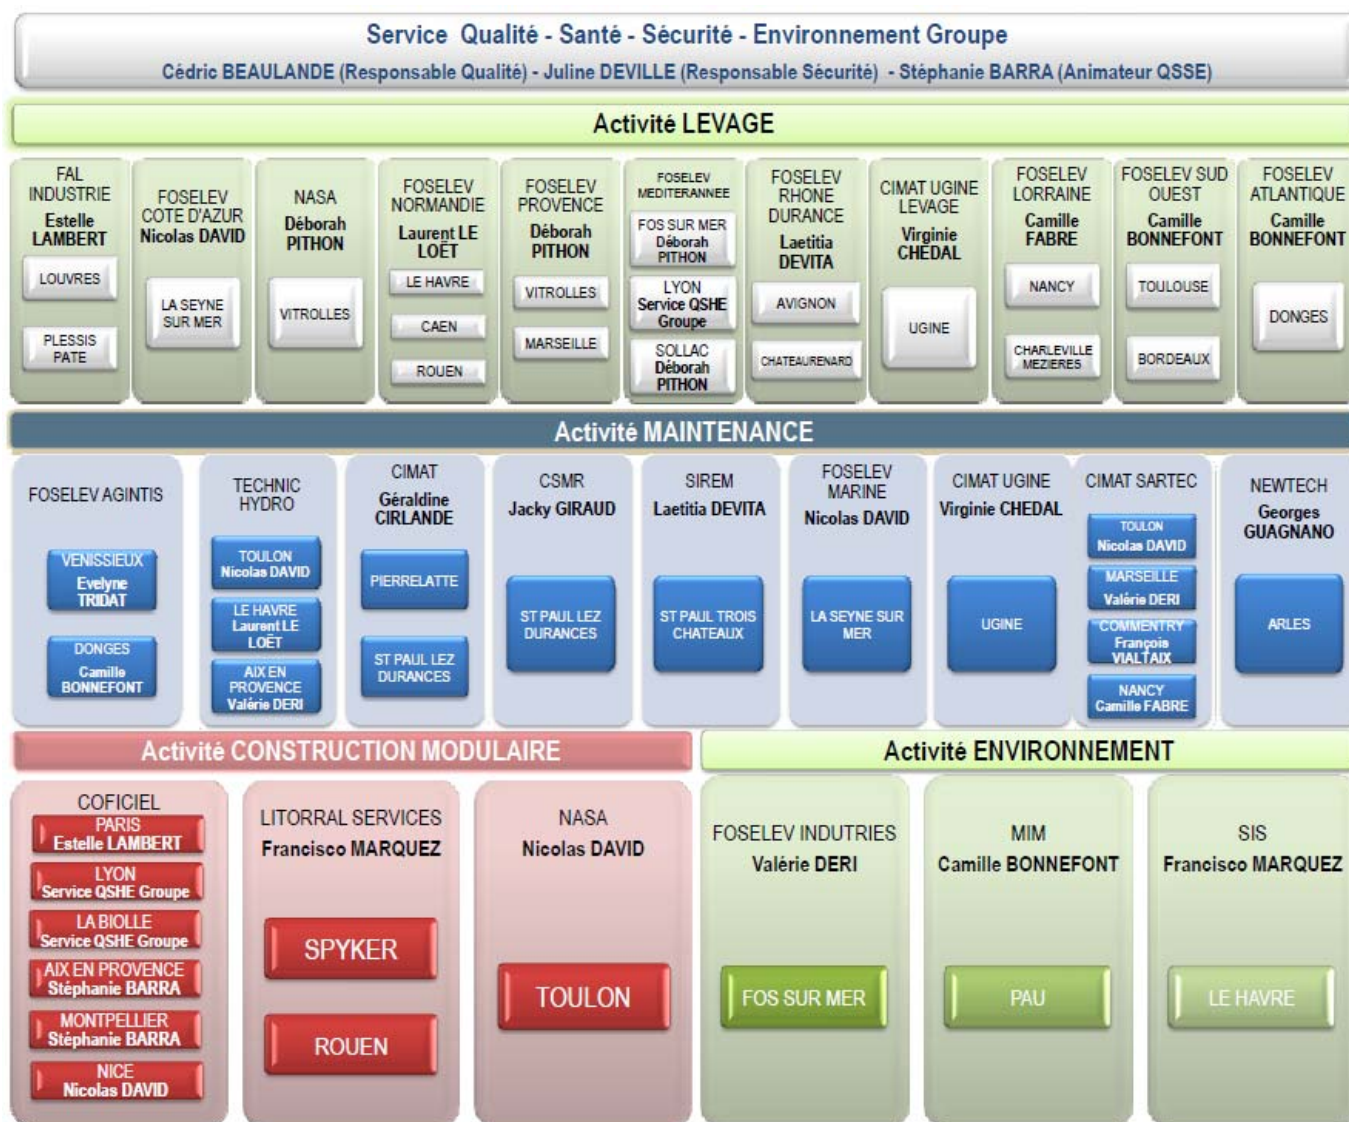 Service Qualité - Santé - Sécurité - Environnement Groupe
Cédric BEAULANDE (Responsable Qualité) - Juline DEVILLE (Responsable Sécurité) - Stéphanie BARRA (Animateur QSSE)
Activité LEVAGE
FAL
INDUSTRIE
Estelle
LAMBERT
LOUVRES
PLESSIS
PATE
FOSELEV
COTE D'AZUR
Nicolas DAVID
LA SEYNE
SUR MER
NASA
Déborah
PITHON
VITROLLES
FOSELEV
NORMANDIE
Laurent LE
LOËT
LE HAVRE
CAEN
ROUEN
FOSELEV
PROVENCE
Déborah
PITHON
VITROLLES
MARSEILLE
FOSELEV
MEDITERANNEE
FOS SUR MER
Déborah
PITHON
LYON
Service QSHE
Groupe
SOLLAC
Déborah
PITHON
FOSELEV
RHONE
DURANCE
Laetitia
DEVITA
AVIGNON
CHATEAURENARD
CIMAT UGINE
LEVAGE
Virginie
CHEDAL
UGINE
FOSELEV
LORRAINE
Camille
FABRE
NANCY
CHARLEVILLE
MEZIERES
FOSELEV SUD
OUEST
Camille
BONNEFONT
TOULOUSE
BORDEAUX
FOSELEV
ATLANTIQUE
Camille
BONNEFONT
DONGES
Activité MAINTENANCE
FOSELEV AGINTIS
VENISSIEUX
Evelyne
TRIDAT
DONGES
Camille
BONNEFONT
TECHNIC
HYDRO
TOULON
Nicolas DAVID
LE HAVRE
Laurent LE
LOËT
AIX EN
PROVENCE
Valérie DERI
CIMAT
Géraldine
CIRLANDE
PIERRELATTE
ST PAUL LEZ
DURANCES
CSMR
Jacky GIRAUD
ST PAUL LEZ
DURANCES
SIREM
Laetitia DEVITA
ST PAUL TROIS
CHATEAUX
FOSELEV
MARINE
Nicolas DAVID
LA SEYNE SUR
MER
CIMAT UGINE
Virginie CHEDAL
UGINE
CIMAT SARTEC
TOULON
Nicolas DAVID
MARSEILLE
Valérie DERI
COMMENTRY
François
VIALTAIX
NANCY
Camille FABRE
NEWTECH
Georges
GUAGNANO
ARLES
Activité CONSTRUCTION MODULAIRE
COFICIEL
PARIS
Estelle LAMBERT
LYON
Service QSHE Groupe
LA BIOLLE
Service QSHE Groupe
AIX EN PROVENCE
Stéphanie BARRA
MONTPELLIER
Stéphanie BARRA
NICE
Nicolas DAVID
LITORRAL SERVICES
Francisco MARQUEZ
SPYKER
ROUEN
NASA
Nicolas DAVID
TOULON
Activité ENVIRONNEMENT
FOSELEV INDUTRIES
Valérie DERI
FOS SUR MER
MIM
Camille BONNEFONT
PAU
SIS
Francisco MARQUEZ
LE HAVRE